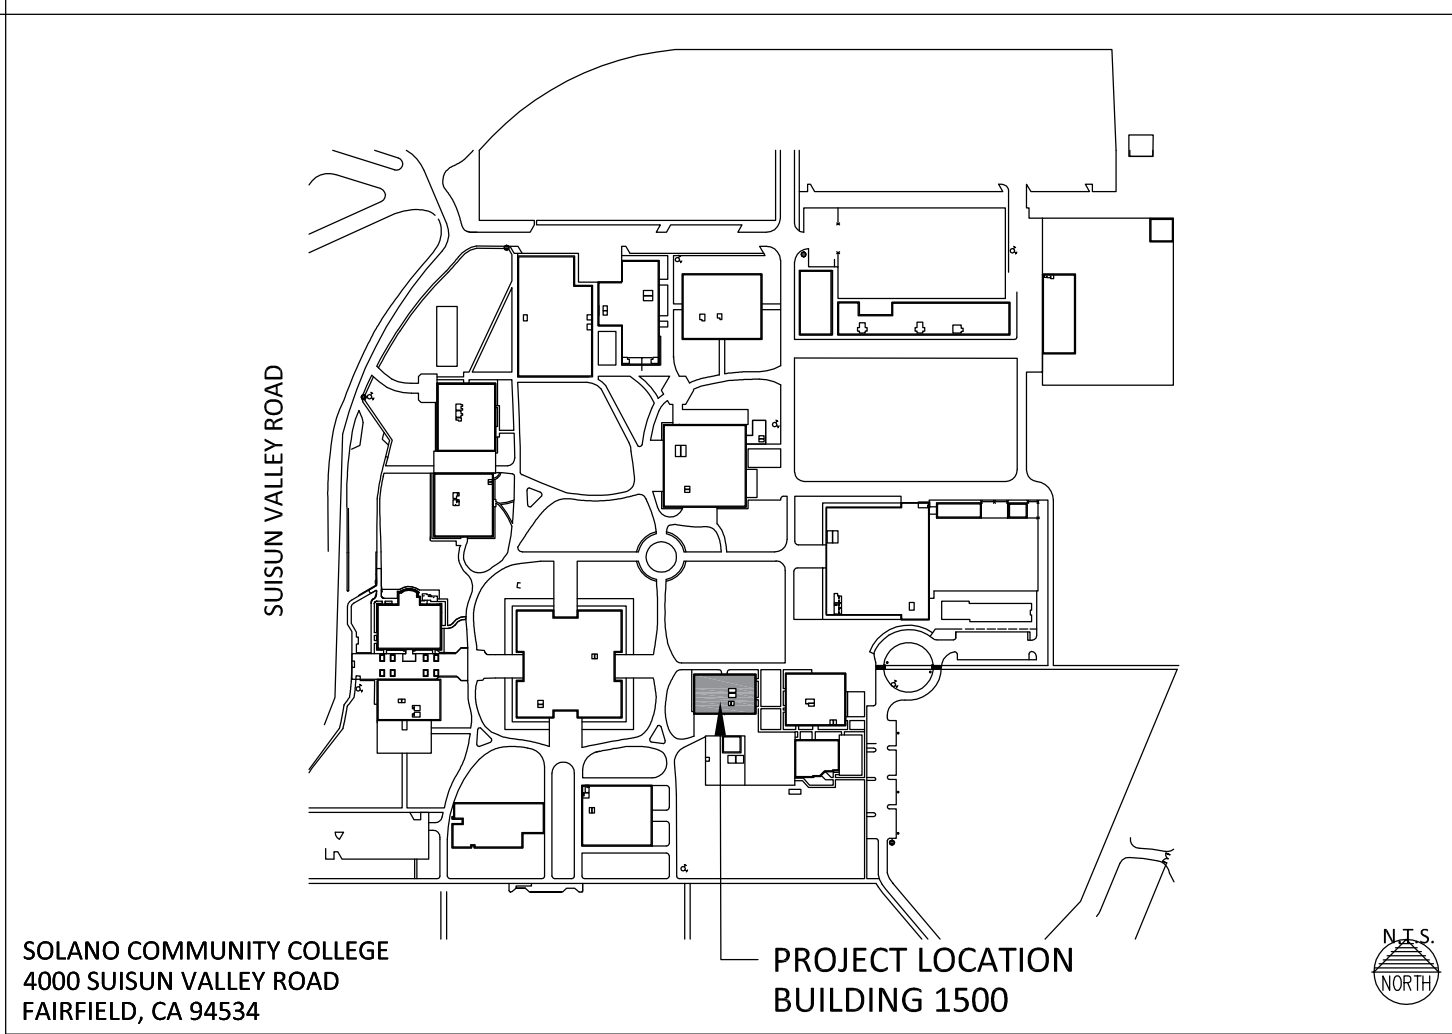 SUISUN VALLEY ROAD
SOLANO COMMUNITY COLLEGE
4000 SUISUN VALLEY ROAD
FAIRFIELD, CA 94534
PROJECT LOCATION
BUILDING 1500
N.T.S.
NORTH